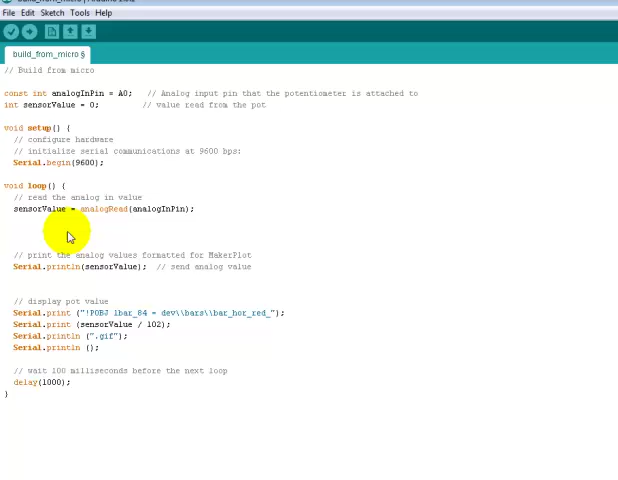 File Edit Sketch Tools Help
build_from_micro §
// Build from micro
const int analogInPin = A0;   // Analog input pin that the potentiometer is attached to
int sensorValue = 0;         // value read from the pot
void setup() {
  // configure hardware
  // initialize serial communications at 9600 bps:
  Serial.begin(9600);
void loop() {
  // read the analog in value
  sensorValue = analogRead(analogInPin);
  // print the analog values formatted for MakerPlot
  Serial.println(sensorValue);  // send analog value
  // display pot value
  Serial.print ("!POBJ lbar_84 = dev\\bars\\bar_hor_red_");
  Serial.print (sensorValue / 102);
  Serial.println (".gif");
  Serial.println ();
  // wait 100 milliseconds before the next loop
  delay(1000);
}